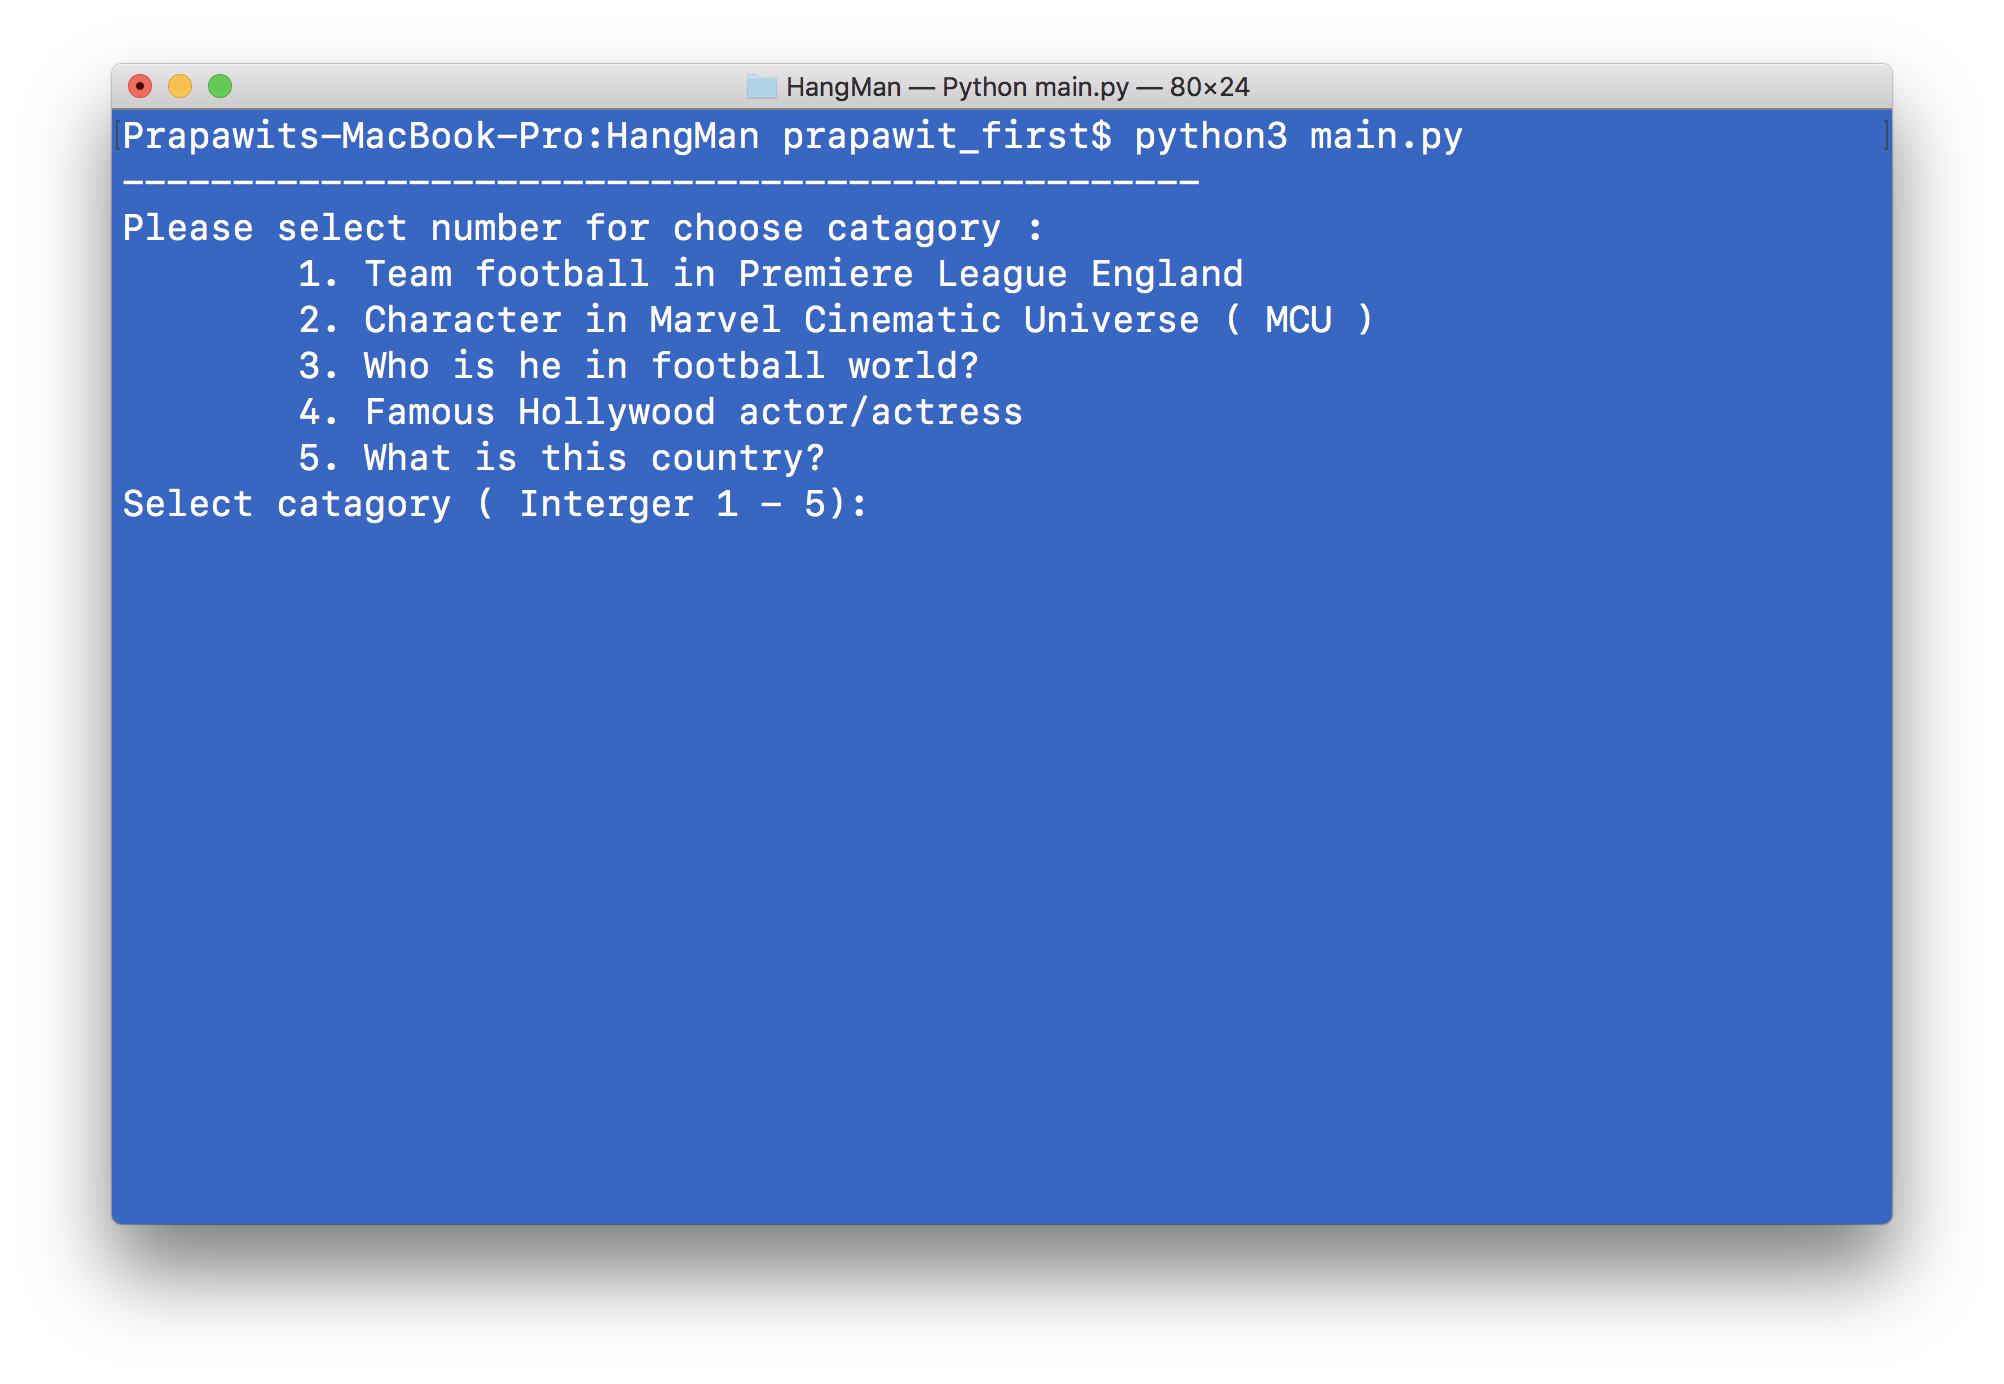 HangMan — Python main.py — 80×24
[Prapawits-MacBook-Pro:HangMan prapawit_first$ python3 main.py ]
-------------------------------------------------
Please select number for choose catagory :
1. Team football in Premiere League England
2. Character in Marvel Cinematic Universe ( MCU )
3. Who is he in football world?
4. Famous Hollywood actor/actress
5. What is this country?
Select catagory ( Interger 1 - 5):